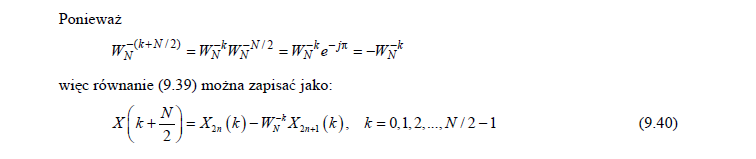 Ponieważ
W_N^{-(k+N/2)} = W_N^{-k} W_N^{-N/2} = W_N^{-k} e^{-jπ} = -W_N^{-k}
więc równanie (9.39) można zapisać jako:
X(k + N/2) = X_{2n}(k) - W_N^{-k} X_{2n+1}(k), k = 0,1,2,...,N/2-1 (9.40)